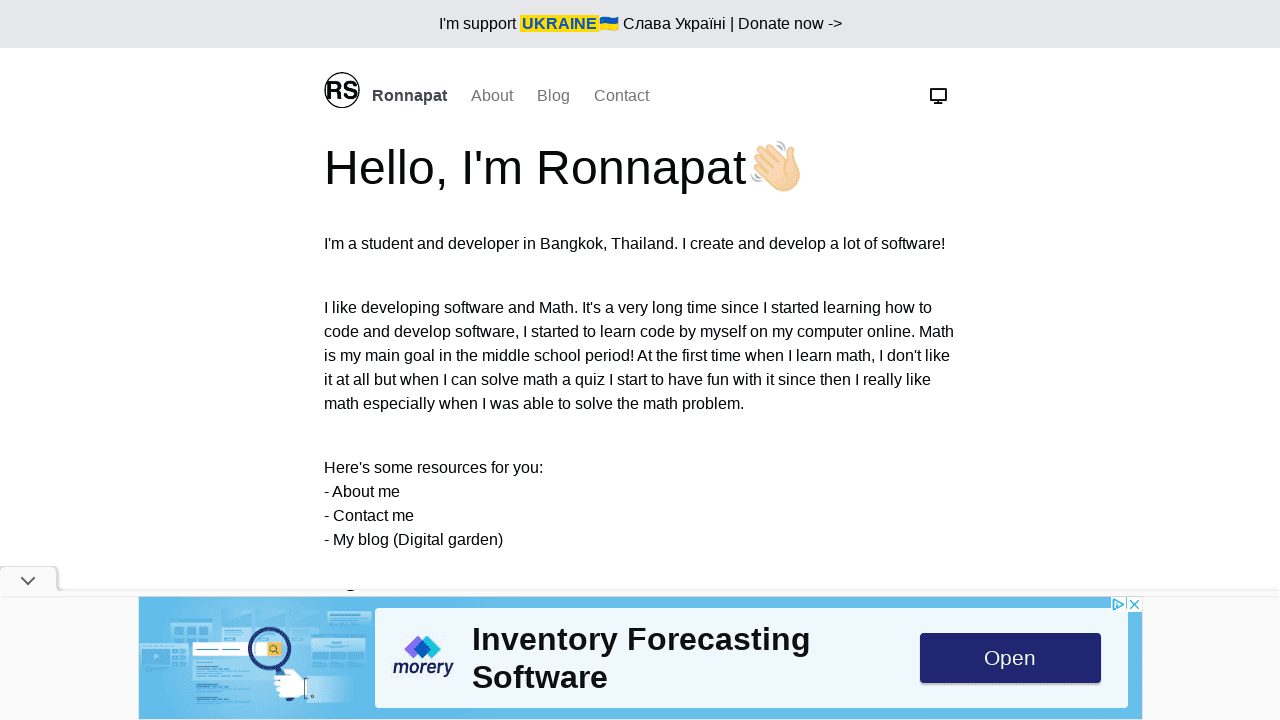 I'm support UKRAINE🇺🇦 Слава Україні | Donate now ->
RS Ronnapat About Blog Contact
Hello, I'm Ronnapat👋🏻
I'm a student and developer in Bangkok, Thailand. I create and develop a lot of software!
I like developing software and Math. It's a very long time since I started learning how to
code and develop software, I started to learn code by myself on my computer online. Math
is my main goal in the middle school period! At the first time when I learn math, I don't like
it at all but when I can solve math a quiz I start to have fun with it since then I really like
math especially when I was able to solve the math problem.
Here's some resources for you:
- About me
- Contact me
- My blog (Digital garden)
morery
Inventory Forecasting
Software
Open